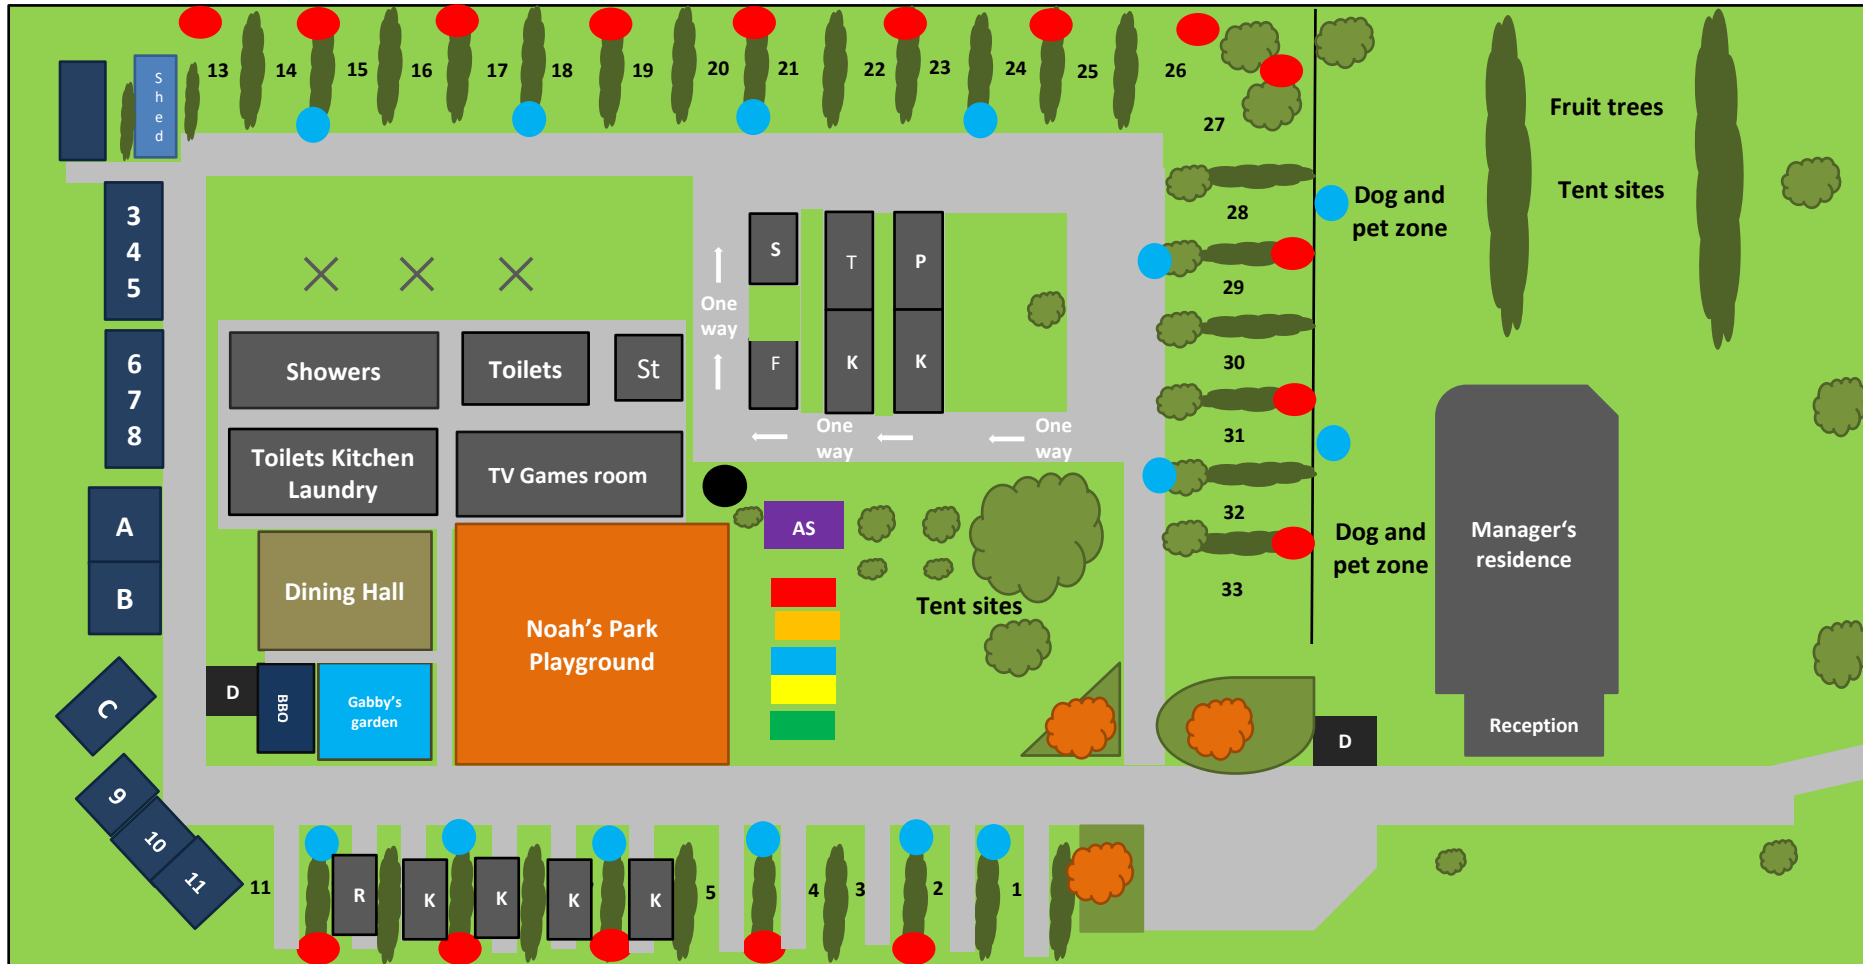 S
h
e
d
13
14
15
16
17
18
19
20
21
22
23
24
25
26
27
Fruit trees
Tent sites
Dog and
pet zone
28
29
30
31
32
33
3
4
5
6
7
8
A
B
C
9
10
11
S
T
P
F
K
K
One
way
One
way
One
way
Showers
Toilets
St
Toilets Kitchen
Laundry
TV Games room
Dining Hall
Noah's Park
Playground
AS
Tent sites
Dog and
pet zone
Manager‘s
residence
Reception
D
BBQ
Gabby's
garden
D
11
R
K
K
K
K
5
4
3
2
1